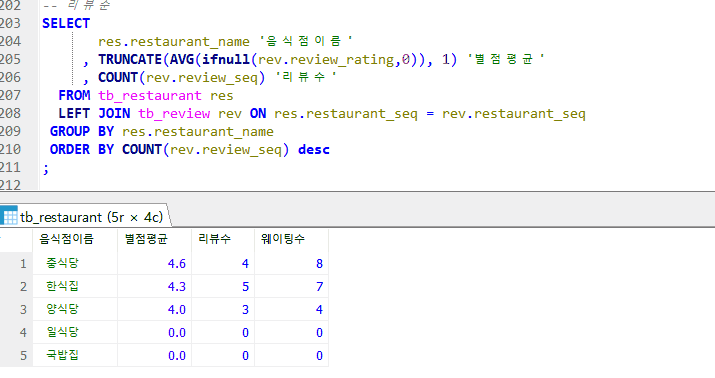 202 -- 리뷰순
203 SELECT
204 res.restaurant_name '음식점이름'
205 , TRUNCATE(AVG(ifnull(rev.review_rating,0)), 1) '별점평균'
206 , COUNT(rev.review_seq) '리뷰수'
207 FROM tb_restaurant res
208 LEFT JOIN tb_review rev ON res.restaurant_seq = rev.restaurant_seq
209 GROUP BY res.restaurant_name
210 ORDER BY COUNT(rev.review_seq) desc
211 ;
212
tb_restaurant (5r × 4c)
음식점이름 별점평균 리뷰수 웨이팅수
1 중식당 4.6 4 8
2 한식집 4.3 5 7
3 양식당 4.0 3 4
4 일식당 0.0 0 0
5 국밥집 0.0 0 0